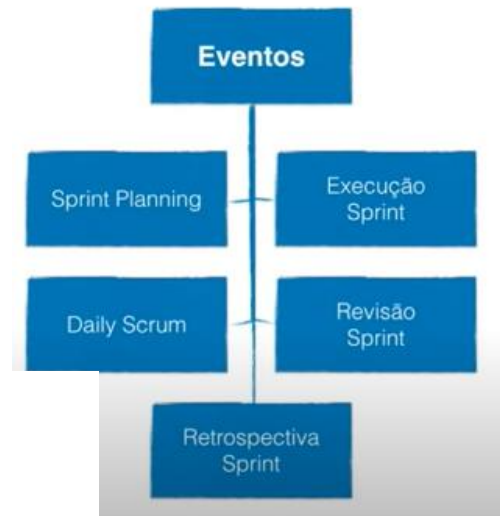 Eventos
Sprint Planning
Execução
Sprint
Daily Scrum
Revisão
Sprint
Retrospectiva
Sprint